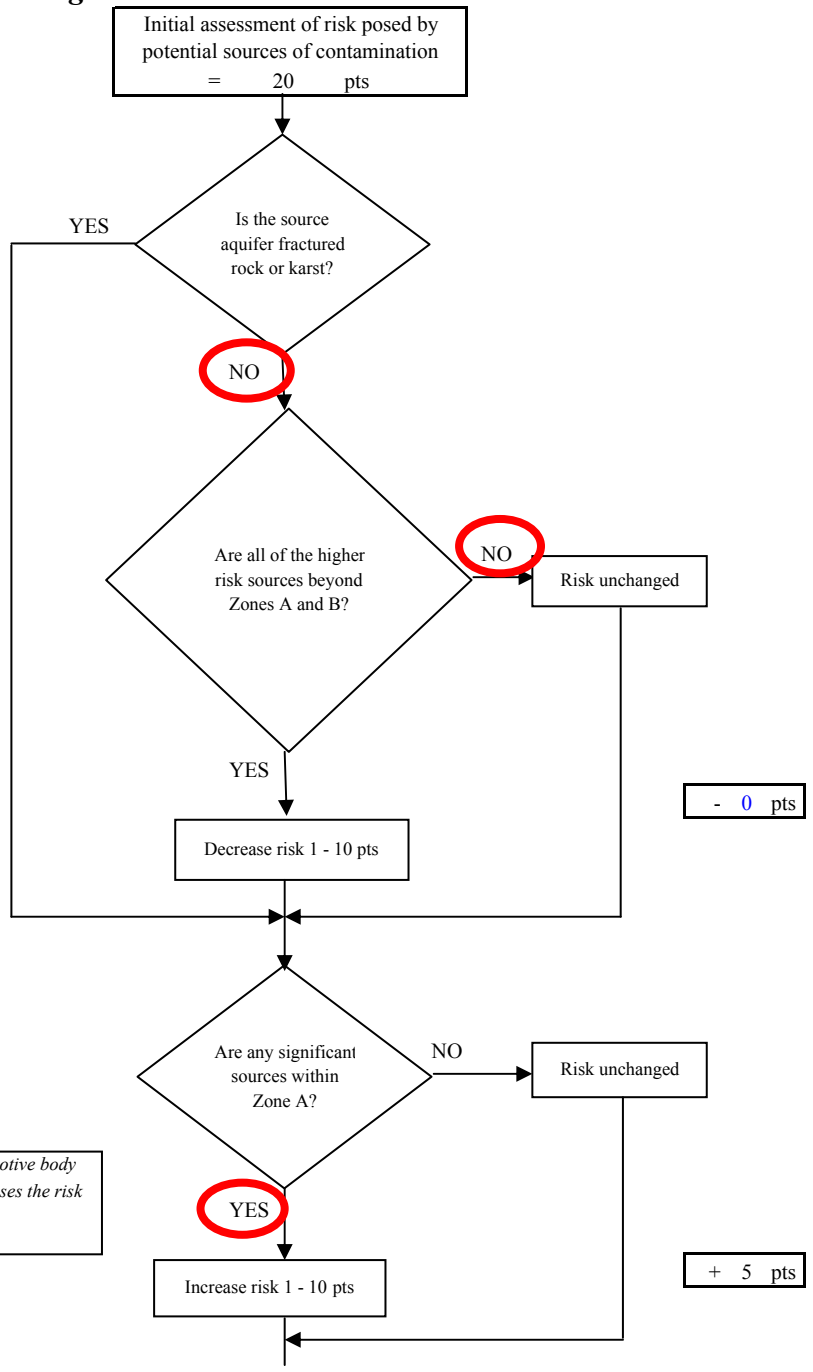 Initial assessment of risk posed by
potential sources of contamination
= 20 pts
YES
Is the source
aquifer fractured
rock or karst?
NO
Are all of the higher
risk sources beyond
Zones A and B?
NO
Risk unchanged
YES
- 0 pts
Decrease risk 1 - 10 pts
Are any significant
sources within
Zone A?
NO
Risk unchanged
body
the risk
YES
+ 5 pts
Increase risk 1 - 10 pts